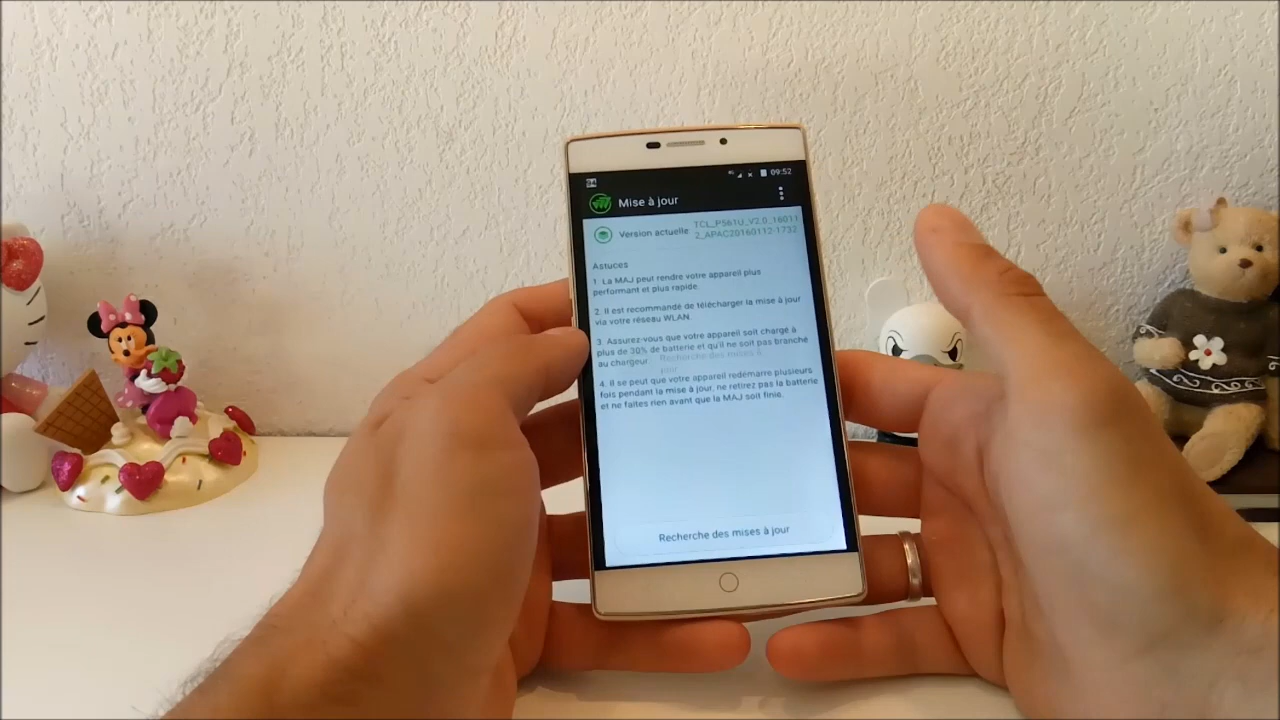 09:52
Mise à jour
Version actuelle
TCL_P561U_V2.0_16011
2_APAC20160112-1732
Astuces
1. La MAJ peut rendre votre appareil plus
performant et plus rapide.
2. Il est recommandé de télécharger la mise à jour
via votre réseau WLAN.
3. Assurez-vous que votre appareil soit chargé à
plus de 30% de batterie et qu'il ne soit pas branché
au chargeur.
Recherche des mises à
jour
4. Il se peut que votre appareil redémarre plusieurs
fois pendant la mise à jour, ne retirez pas la batterie
et ne faites rien avant que la MAJ soit finie.
Recherche des mises à jour